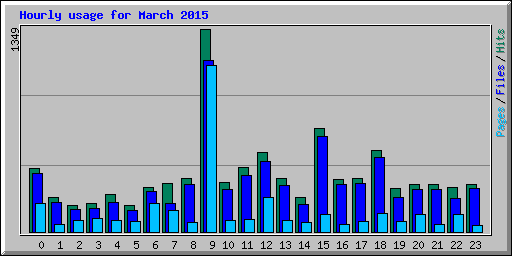 Hourly usage for March 2015
1349
Pages / Files / Hits
0 1 2 3 4 5 6 7 8 9 10 11 12 13 14 15 16 17 18 19 20 21 22 23